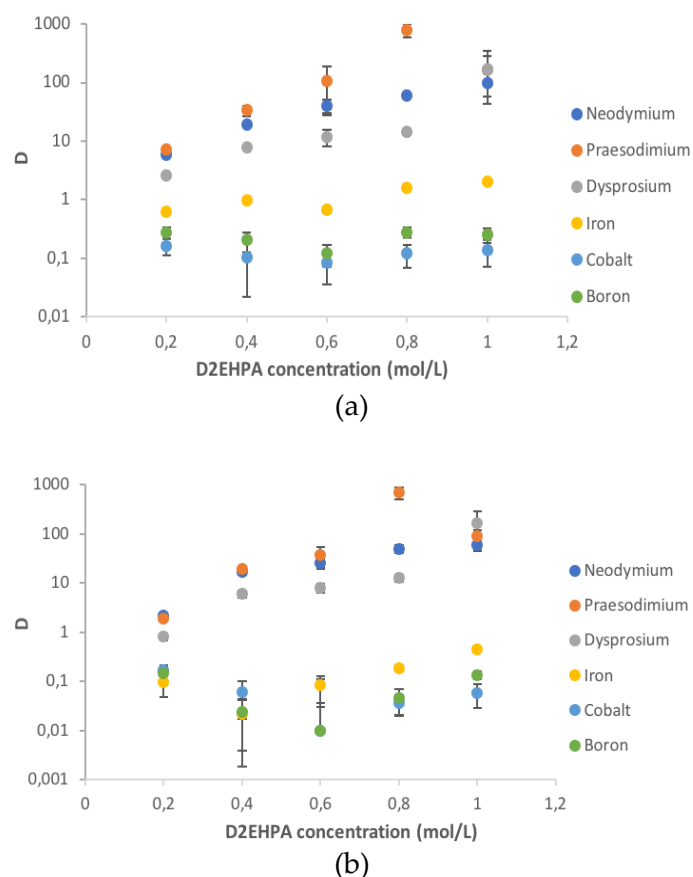 1000
100
10
1
0,1
0,01
D
0
0,2
0,4
0,6
0,8
1
1,2
D2EHPA concentration (mol/L)
Neodymium
Praesodimium
Dysprosium
Iron
Cobalt
Boron
(a)
1000
100
10
1
0,1
0,01
0,001
D
0
0,2
0,4
0,6
0,8
1
1,2
D2EHPA concentration (mol/L)
Neodymium
Praesodimium
Dysprosium
Iron
Cobalt
Boron
(b)